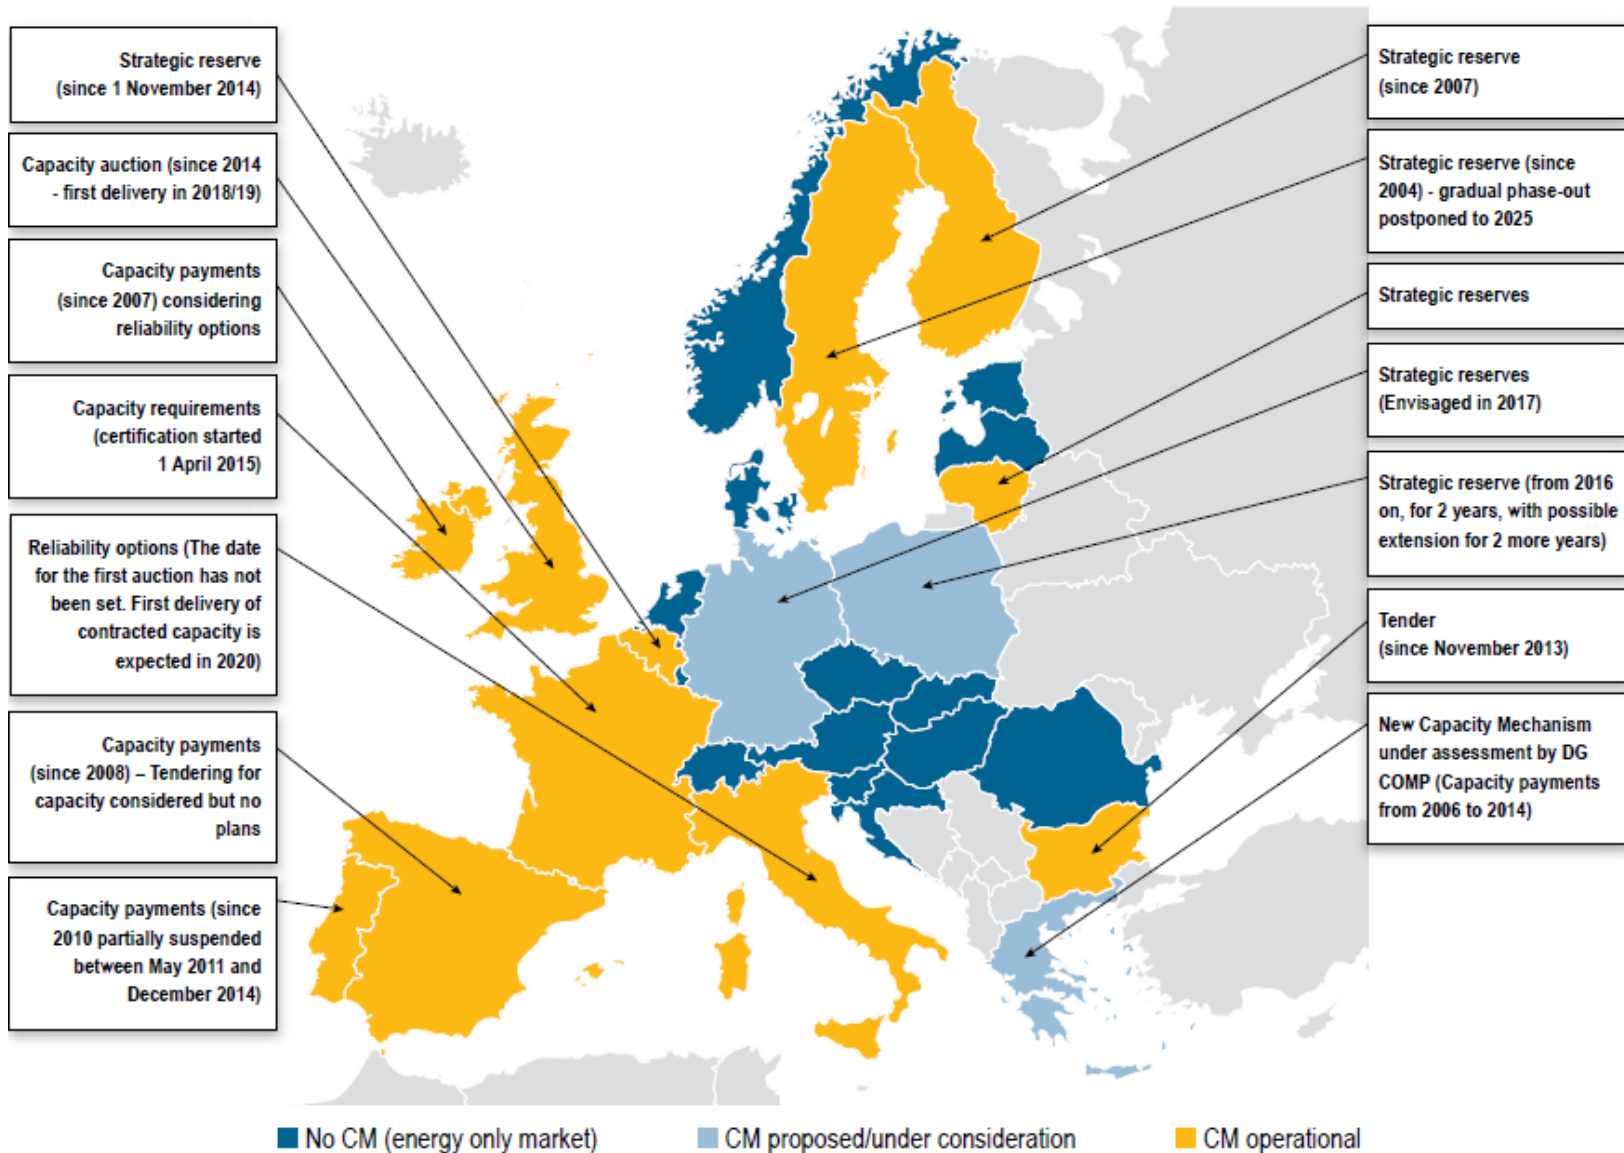 Strategic reserve
(since 1 November 2014)
Capacity auction (since 2014
- first delivery in 2018/19)
Capacity payments
(since 2007) considering
reliability options
Capacity requirements
(certification started
1 April 2015)
Reliability options (The date
for the first auction has not
been set. First delivery of
contracted capacity is
expected in 2020)
Capacity payments
(since 2008) – Tendering for
capacity considered but no
plans
Capacity payments (since
2010 partially suspended
between May 2011 and
December 2014)
Strategic reserve
(since 2007)
Strategic reserve (since
2004) - gradual phase-out
postponed to 2025
Strategic reserves
Strategic reserves
(Envisaged in 2017)
Strategic reserve (from 2016
on, for 2 years, with possible
extension for 2 more years)
Tender
(since November 2013)
New Capacity Mechanism
under assessment by DG
COMP (Capacity payments
from 2006 to 2014)
No CM (energy only market)
CM proposed/under consideration
CM operational